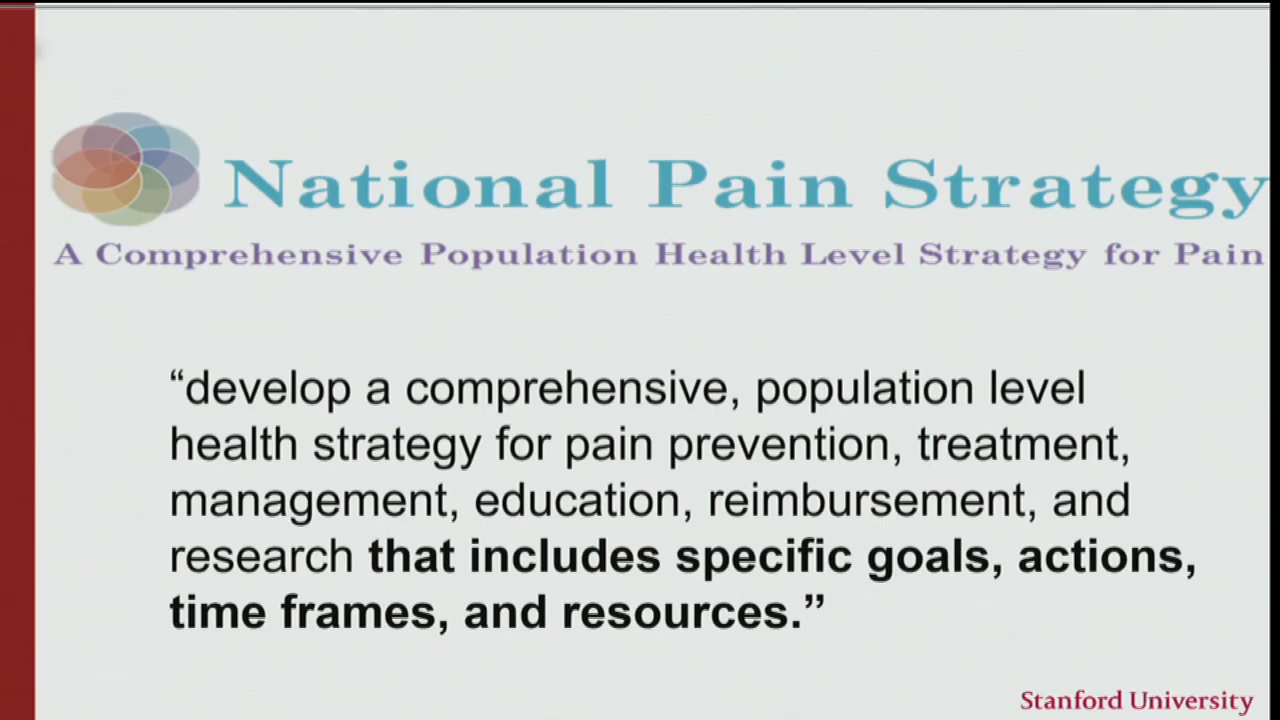 National Pain Strategy
A Comprehensive Population Health Level Strategy for Pain
“develop a comprehensive, population level
health strategy for pain prevention, treatment,
management, education, reimbursement, and
research that includes specific goals, actions,
time frames, and resources.”
Stanford University